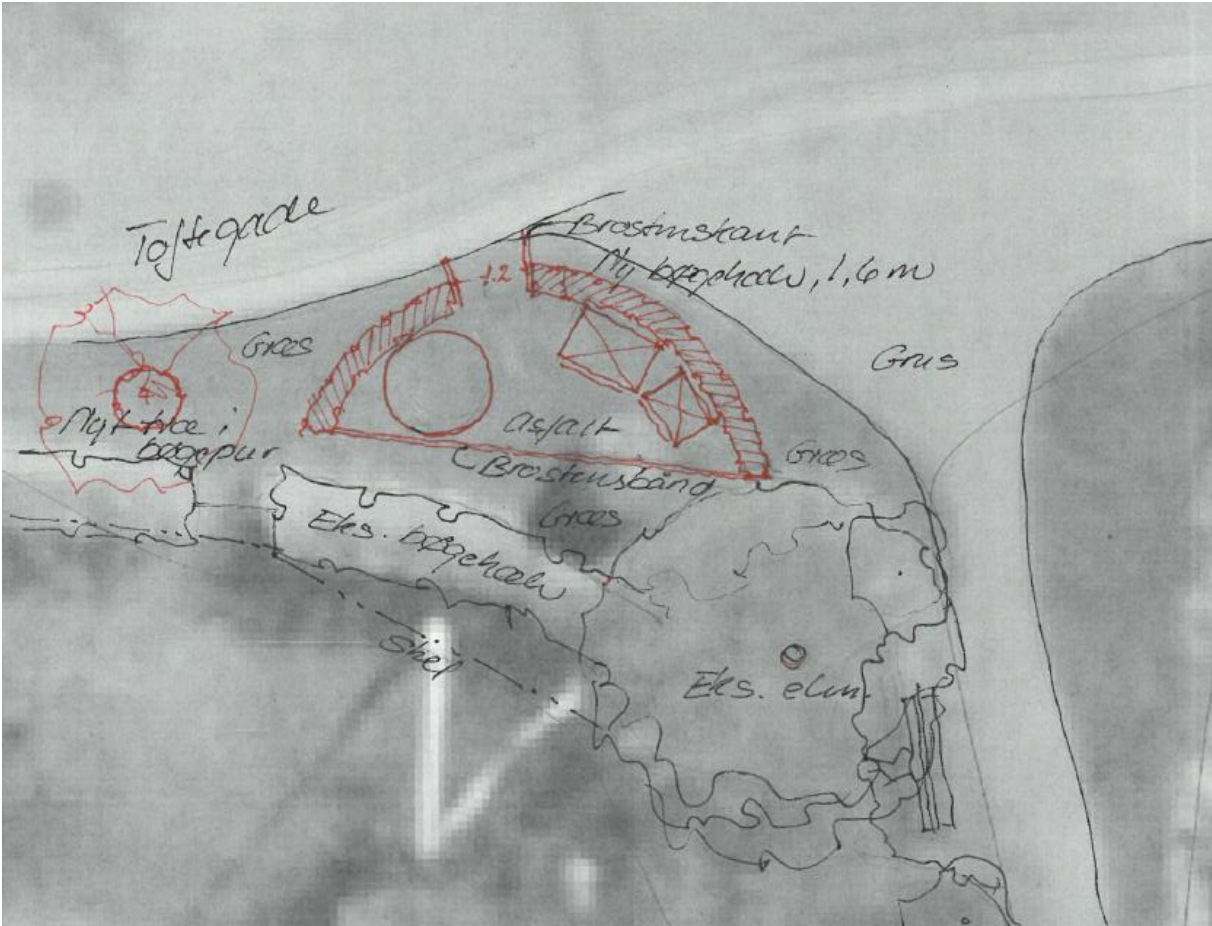 Toftegade
Brostenskant
Ny bøgehæk, 1,6 m
1.2
Græs
Grus
Nyt træ i
bøgepur
asfalt
Græs
Brostensbånd
Græs
Eks. bøgehæk
Skel
Eks. elm